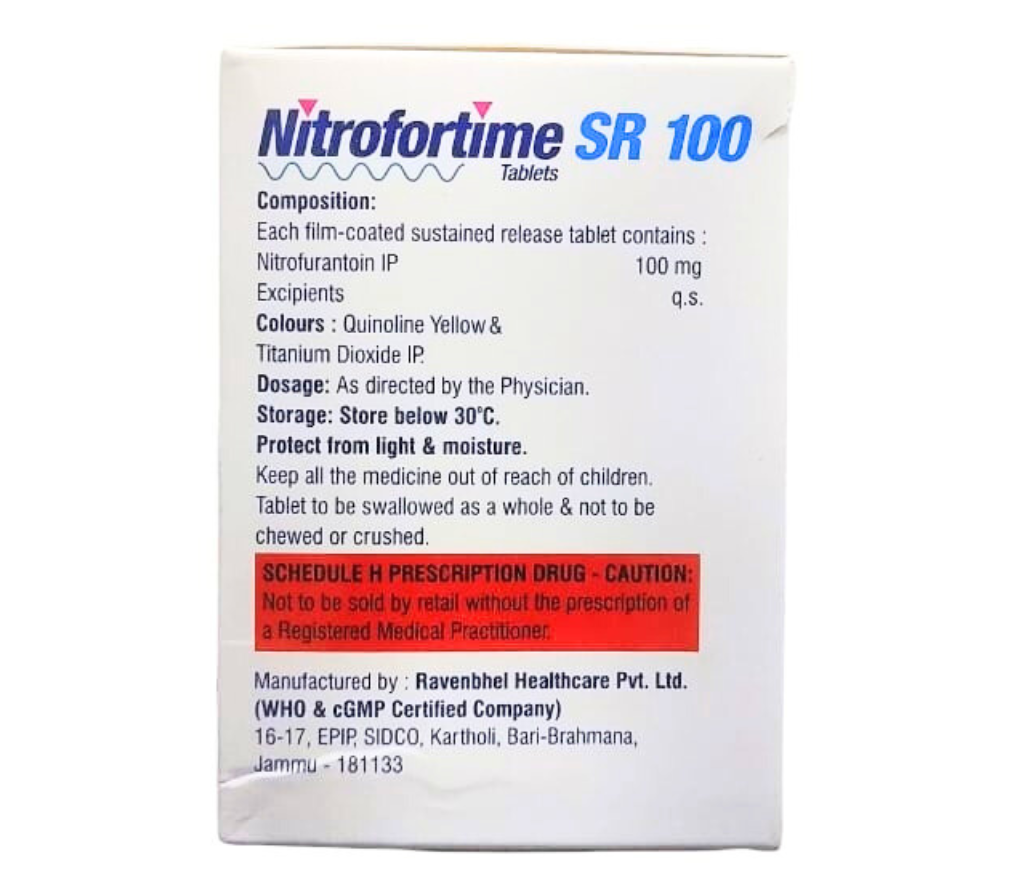 Nitrofortime SR 100
Tablets
Composition:
Each film-coated sustained release tablet contains :
Nitrofurantoin IP 100 mg
Excipients q.s.
Colours : Quinoline Yellow &
Titanium Dioxide IP.
Dosage: As directed by the Physician.
Storage: Store below 30°C.
Protect from light & moisture.
Keep all the medicine out of reach of children.
Tablet to be swallowed as a whole & not to be
chewed or crushed.
SCHEDULE H PRESCRIPTION DRUG - CAUTION:
Not to be sold by retail without the prescription of
a Registered Medical Practitioner.
Manufactured by : Ravenbhel Healthcare Pvt. Ltd.
(WHO & cGMP Certified Company)
16-17, EPIP, SIDCO, Kartholi, Bari-Brahmana,
Jammu - 181133